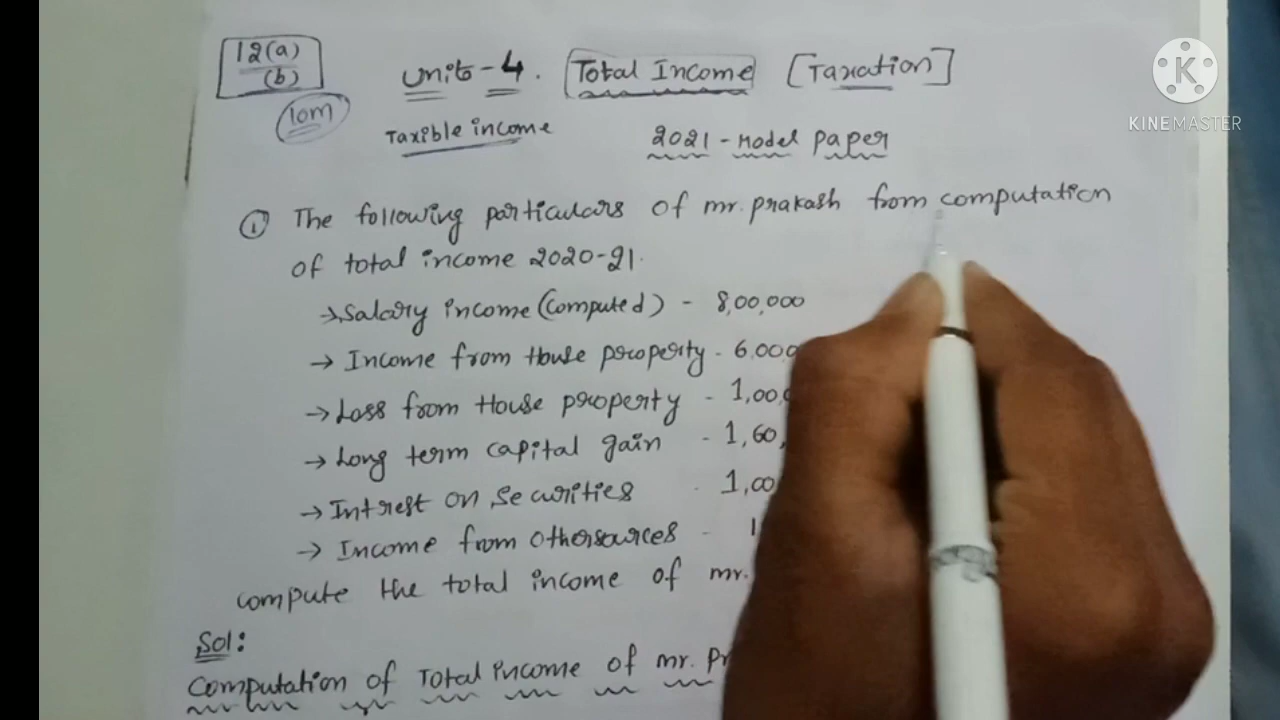 12(a)
(b)
10m
Unit-4. Total Income [Taxation]
Taxible income
2021-Model paper
K
KINEMASTER
① The following particulars of mr. prakash from computation
of total income 2020-21.
→ Salary income (computed) - 8,00,000
→ Income from House property - 6,00,0
→ Loss from House property - 1,00,
→ Long term capital gain - 1,60,
→ Intrest on Securities - 1,00
→ Income from othersources - 1
compute the total income of mr.
Sol:
Computation of Total income of mr. Pr